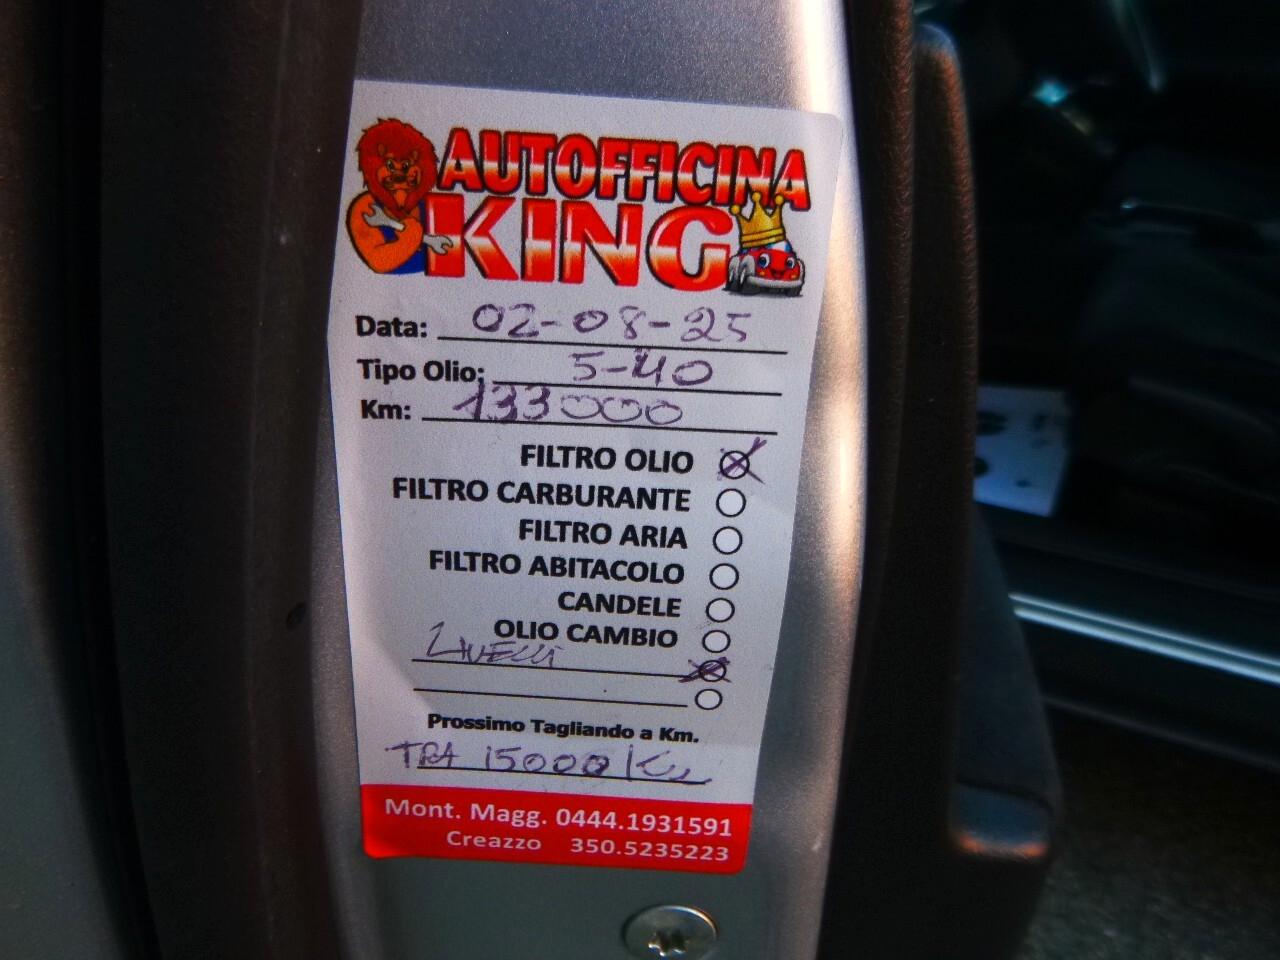 AUTOFFICINA
KING
Data: 02-08-25
Tipo Olio: 5-40
Km: 133000
FILTRO OLIO
FILTRO CARBURANTE
FILTRO ARIA
FILTRO ABITACOLO
CANDELE
OLIO CAMBIO
LIVELLI
Prossimo Tagliando a Km.
TRA 15000 Km
Mont. Magg. 0444.1931591
Creazzo 350.5235223